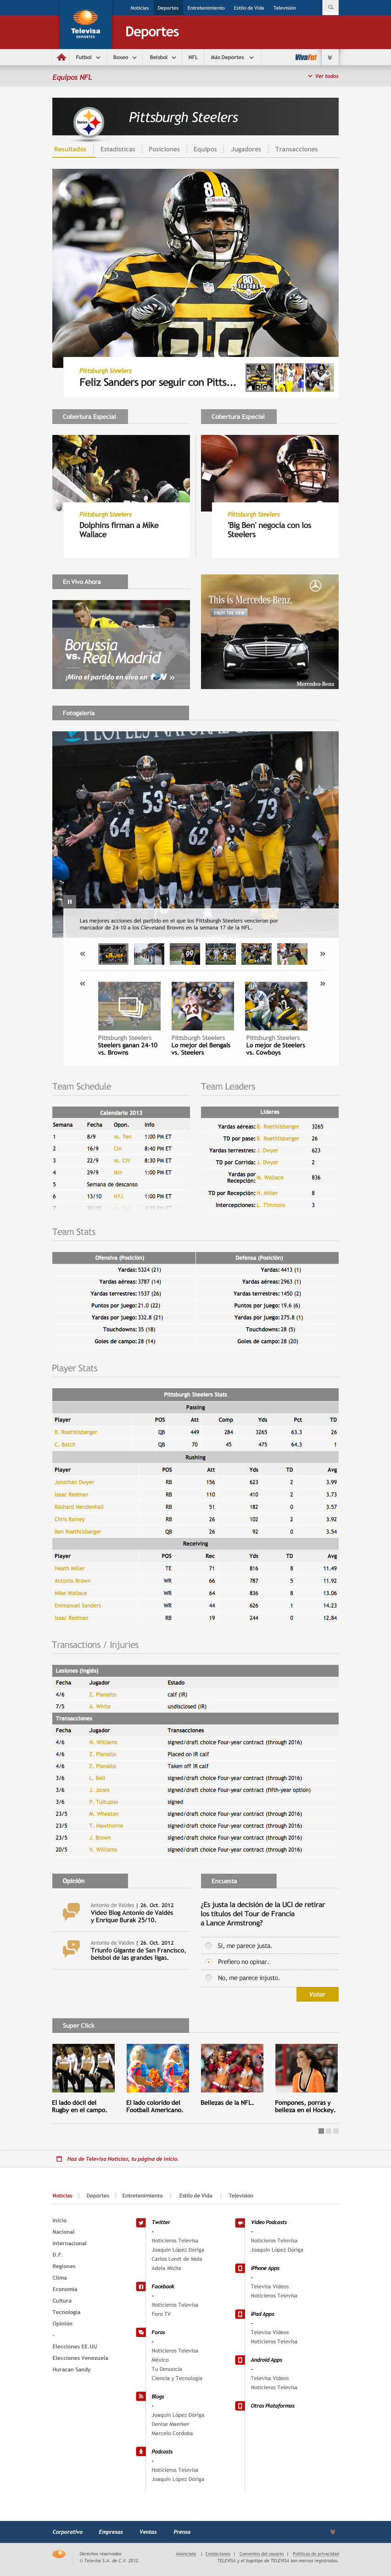 Noticias Deportes Entretenimiento Estilo de Vida Televisión
Televisa
DEPORTES
Deportes
Futbol Boxeo Beisbol NFL Más Deportes VivaFut
Equipos NFL Ver todos
Pittsburgh Steelers
Resultados Estadísticas Posiciones Equipos Jugadores Transacciones
Pittsburgh Steelers
Feliz Sanders por seguir con Pitts...
Cobertura Especial
Pittsburgh Steelers
Dolphins firman a Mike
Wallace
Cobertura Especial
Pittsburgh Steelers
'Big Ben' negocia con los
Steelers
En Vivo Ahora
Borussia
vs. Real Madrid
¡Mira el partido en vivo en
This is Mercedes-Benz.
ENJOY THE VIEW
Mercedes-Benz
Fotogalería
Las mejores acciones del partido en el que los Pittsburgh Steelers vencieron por
marcador de 24-10 a los Cleveland Browns en la semana 17 de la NFL.
Pittsburgh Steelers
Steelers ganan 24-10
vs. Browns
Pittsburgh Steelers
Lo mejor del Bengals
vs. Steelers
Pittsburgh Steelers
Lo mejor de Steelers
vs. Cowboys
Team Schedule
Calendario 2013
Semana Fecha Opon. Info
1 8/9 vs. Ten 1:00 PM ET
2 16/9 Cin 8:40 PM ET
3 22/9 vs. Chi 8:30 PM ET
4 29/9 Min 1:00 PM ET
5 Semana de descanso
6 13/10 NYJ 1:00 PM ET
Team Leaders
Líderes
Yardas aéreas: B. Roethlisberger 3265
TD por pase: B. Roethlisberger 26
Yardas terrestres: J. Dwyer 623
TD por Corrida: J. Dwyer 2
Yardas por
Recepción: M. Wallace 836
TD por Recepción: H. Miller 8
Intercepciones: L. Timmons 3
Team Stats
Ofensiva (Posición) Defensa (Posición)
Yardas: 5324 (21) Yardas: 4413 (1)
Yardas aéreas: 3787 (14) Yardas aéreas: 2963 (1)
Yardas terrestres: 1537 (26) Yardas terrestres: 1450 (2)
Puntos por juego: 21.0 (22) Puntos por juego: 19.6 (6)
Yardas por juego: 332.8 (21) Yardas por juego: 275.8 (1)
Touchdowns: 35 (18) Touchdowns: 28 (5)
Goles de campo: 28 (14) Goles de campo: 28 (20)
Player Stats
Pittsburgh Steelers Stats
Passing
Player POS Att Comp Yds Pct TD
B. Roethlisberger QB 449 284 3265 63.3 26
C. Batch QB 70 45 475 64.3 1
Rushing
Player POS Att Yds TD Avg
Jonathan Dwyer RB 156 623 2 3.99
Isaac Redman RB 110 410 2 3.73
Rashard Mendenhall RB 51 182 0 3.57
Chris Rainey RB 26 102 2 3.92
Ben Roethlisberger QB 26 92 0 3.54
Receiving
Player POS Rec Yds TD Avg
Heath Miller TE 71 816 8 11.49
Antonio Brown WR 66 787 5 11.92
Mike Wallace WR 64 836 8 13.06
Emmanuel Sanders WR 44 626 1 14.23
Isaac Redman RB 19 244 0 12.84
Transactions / Injuries
Lesiones (Inglés)
Fecha Jugador Estado
4/6 Z. Pianalto calf (IR)
7/5 A. White undisclosed (IR)
Transacciones
Fecha Jugador Transacciones
4/6 N. Williams signed/draft choice Four-year contract (through 2016)
4/6 Z. Pianalto Placed on IR calf
4/6 Z. Pianalto Taken off IR calf
3/6 L. Bell signed/draft choice Four-year contract (through 2016)
3/6 J. Jones signed/draft choice Four-year contract (fifth-year option)
3/6 P. Tuitupou signed
23/5 M. Wheaton signed/draft choice Four-year contract (through 2016)
23/5 T. Hawthorne signed/draft choice Four-year contract (through 2016)
23/5 J. Brown signed/draft choice Four-year contract (through 2016)
20/5 V. Williams signed/draft choice Four-year contract (through 2016)
Opinión
Antonio de Valdes | 26. Oct. 2012
Video Blog Antonio de Valdés
y Enrique Burak 25/10.
Antonio de Valdes | 26. Oct. 2012
Triunfo Gigante de San Francisco,
beisbol de las grandes ligas.
Encuesta
¿Es justa la decisión de la UCI de retirar
los títulos del Tour de Francia
a Lance Armstrong?
Sí, me parece justa.
Prefiero no opinar.
No, me parece injusto.
Votar
Super Click
El lado dócil del
Rugby en el campo.
El lado colorido del
Football Americano.
Bellezas de la NFL.
Pompones, porras y
belleza en el Hockey.
Haz de Televisa Noticias, tu página de inicio.
Noticias Deportes Entretenimiento Estilo de Vida Televisión
Inicio
Nacional
Internacional
D.F.
Regiones
Clima
Economía
Cultura
Tecnología
Opinión
-
Elecciones EE.UU
Elecciones Venezuela
Huracan Sandy
Twitter
-
Noticieros Televisa
Joaquín López Dóriga
Carlos Loret de Mola
Adela Micha
Facebook
-
Noticieros Televisa
Foro TV
Foros
-
Noticieros Televisa
México
Tu Denuncia
Ciencia y Tecnología
Blogs
-
Joaquín López Dóriga
Denise Maerker
Marcelo Cordoba
Podcasts
-
Noticieros Televisa
Joaquín López Dóriga
Video Podcasts
-
Noticieros Televisa
Joaquín López Dóriga
iPhone Apps
-
Televisa Videos
Noticieros Televisa
iPad Apps
-
Televisa Videos
Noticieros Televisa
Android Apps
-
Televisa Videos
Noticieros Televisa
Otras Plataformas
Corporativo Empresas Ventas Prensa
Derechos reservados
© Televisa S.A. de C.V. 2012.
Anúnciate | Contáctanos | Convenios del usuario | Políticas de privacidad
TELEVISA y el logotipo de TELEVISA son marcas registradas.